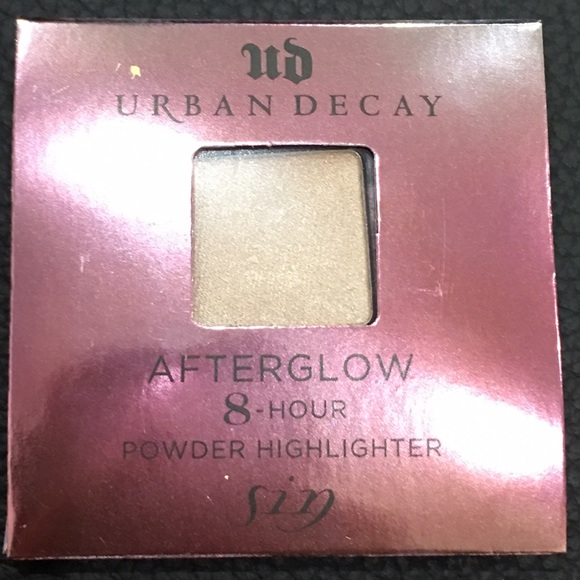 UD
URBAN DECAY
AFTERGLOW
8-HOUR
POWDER HIGHLIGHTER
sin